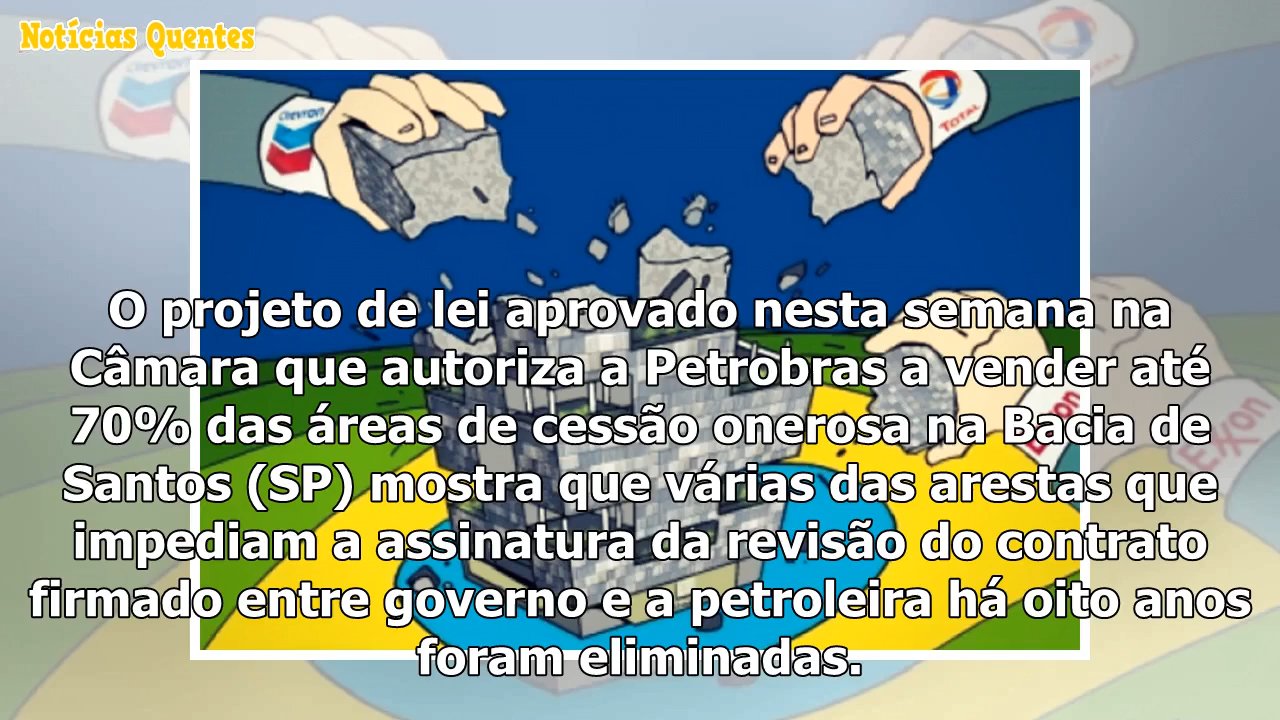 Notícias Quentes
Chevron
TOTAL
O projeto de lei aprovado nesta semana na
Câmara que autoriza a Petrobras a vender até
70% das áreas de cessão onerosa na Bacia de
Santos (SP) mostra que várias das arestas que
impediam a assinatura da revisão do contrato
firmado entre governo e a petroleira há oito anos
foram eliminadas.
Exxon